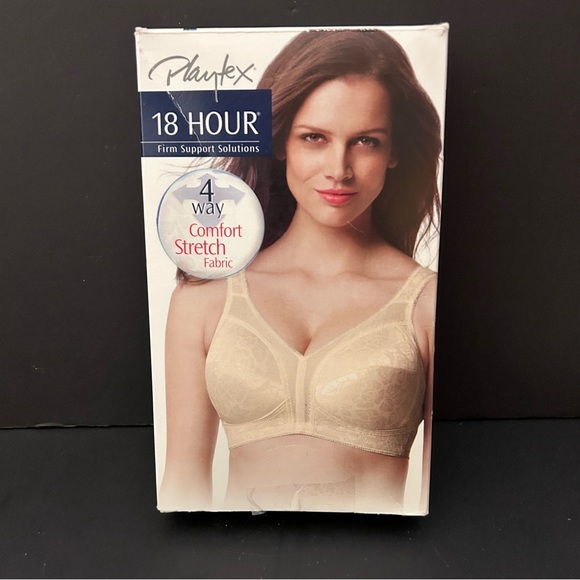 Playtex®
18 HOUR®
Firm Support Solutions
4
way
Comfort
Stretch
Fabric